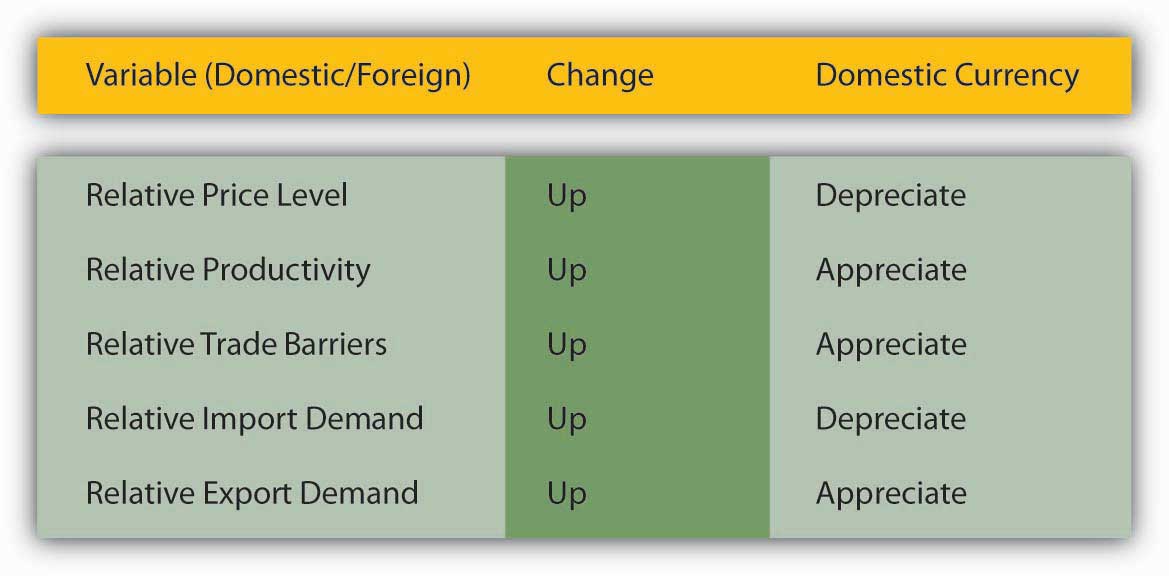 Variable (Domestic/Foreign) Change Domestic Currency
Relative Price Level Up Depreciate
Relative Productivity Up Appreciate
Relative Trade Barriers Up Appreciate
Relative Import Demand Up Depreciate
Relative Export Demand Up Appreciate